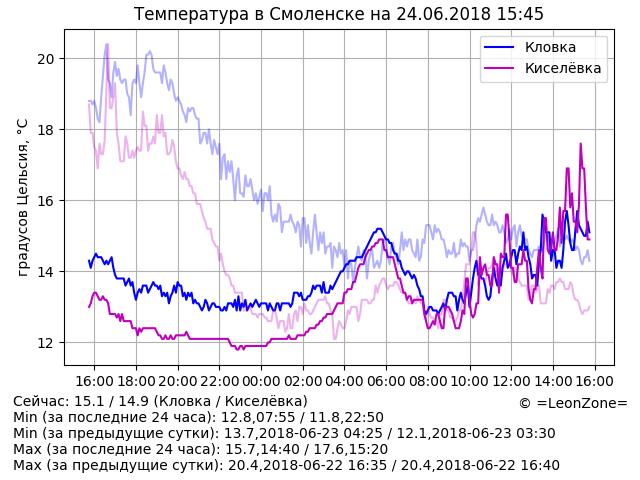 Температура в Смоленске на 24.06.2018 15:45
Кловка
Киселёвка
градусов Цельсия, °C
20
18
16
14
12
16:00 18:00 20:00 22:00 00:00 02:00 04:00 06:00 08:00 10:00 12:00 14:00 16:00
Сейчас: 15.1 / 14.9 (Кловка / Киселёвка)
© =LeonZone=
Min (за последние 24 часа): 12.8,07:55 / 11.8,22:50
Min (за предыдущие сутки): 13.7,2018-06-23 04:25 / 12.1,2018-06-23 03:30
Max (за последние 24 часа): 15.7,14:40 / 17.6,15:20
Max (за предыдущие сутки): 20.4,2018-06-22 16:35 / 20.4,2018-06-22 16:40